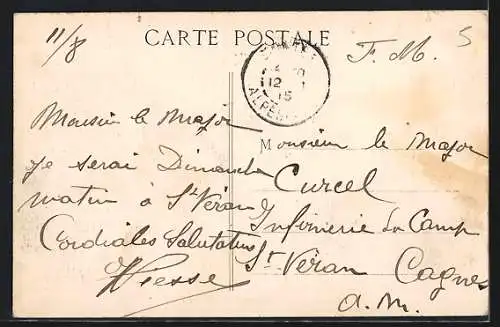 11/8
CARTE POSTALE
F. M.
5
12
15
ALPES
Monsieur le Major
Je serai Dimanche
matin à St Véran
Cordiales Salutations
Monsieur le Major
Curcel
Infirmerie du Camp
St Véran Cagnes
a. m.